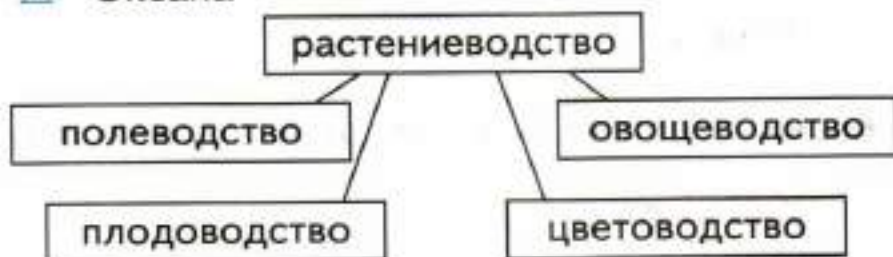 растениеводство
полеводство
овощеводство
плодоводство
цветоводство